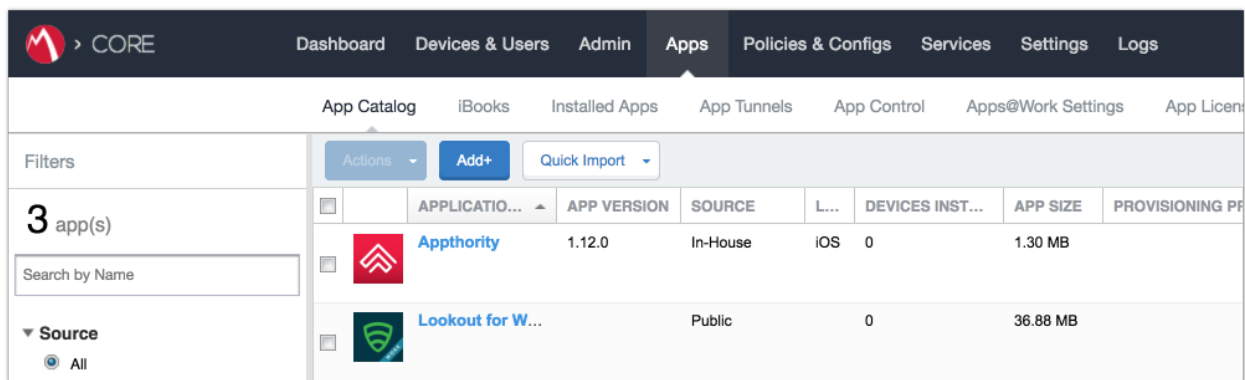 › CORE Dashboard Devices & Users Admin Apps Policies & Configs Services Settings Logs
App Catalog iBooks Installed Apps App Tunnels App Control Apps@Work Settings App Licen
Filters Actions Add+ Quick Import
3 app(s) APPLICATIO... APP VERSION SOURCE L... DEVICES INST... APP SIZE PROVISIONING PR
Appthority 1.12.0 In-House iOS 0 1.30 MB
Search by Name
Lookout for W... Public 0 36.88 MB
Source
All